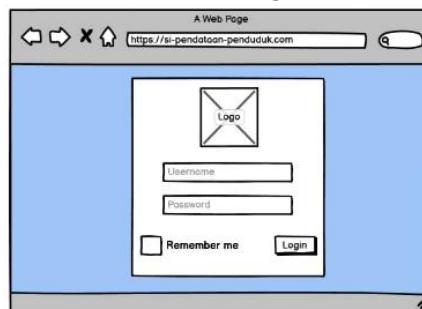 A Web Page
https://si-pendataan-penduduk.com
Logo
Username
Password
Remember me
Login